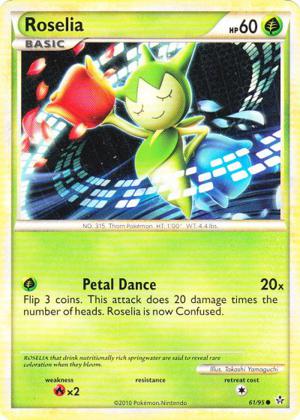 Roselia
HP60
BASIC
NO. 315 Thorn Pokémon HT: 1'00" WT: 4.4 lbs.
Petal Dance 20x
Flip 3 coins. This attack does 20 damage times
the number of heads. Roselia is now Confused.
ROSELIA that drink nutritionally rich springwater are said to reveal rare
coloration when they bloom.
Illus. Takashi Yamaguchi
weakness resistance retreat cost
x2
©2010 Pokémon/Nintendo
61/95